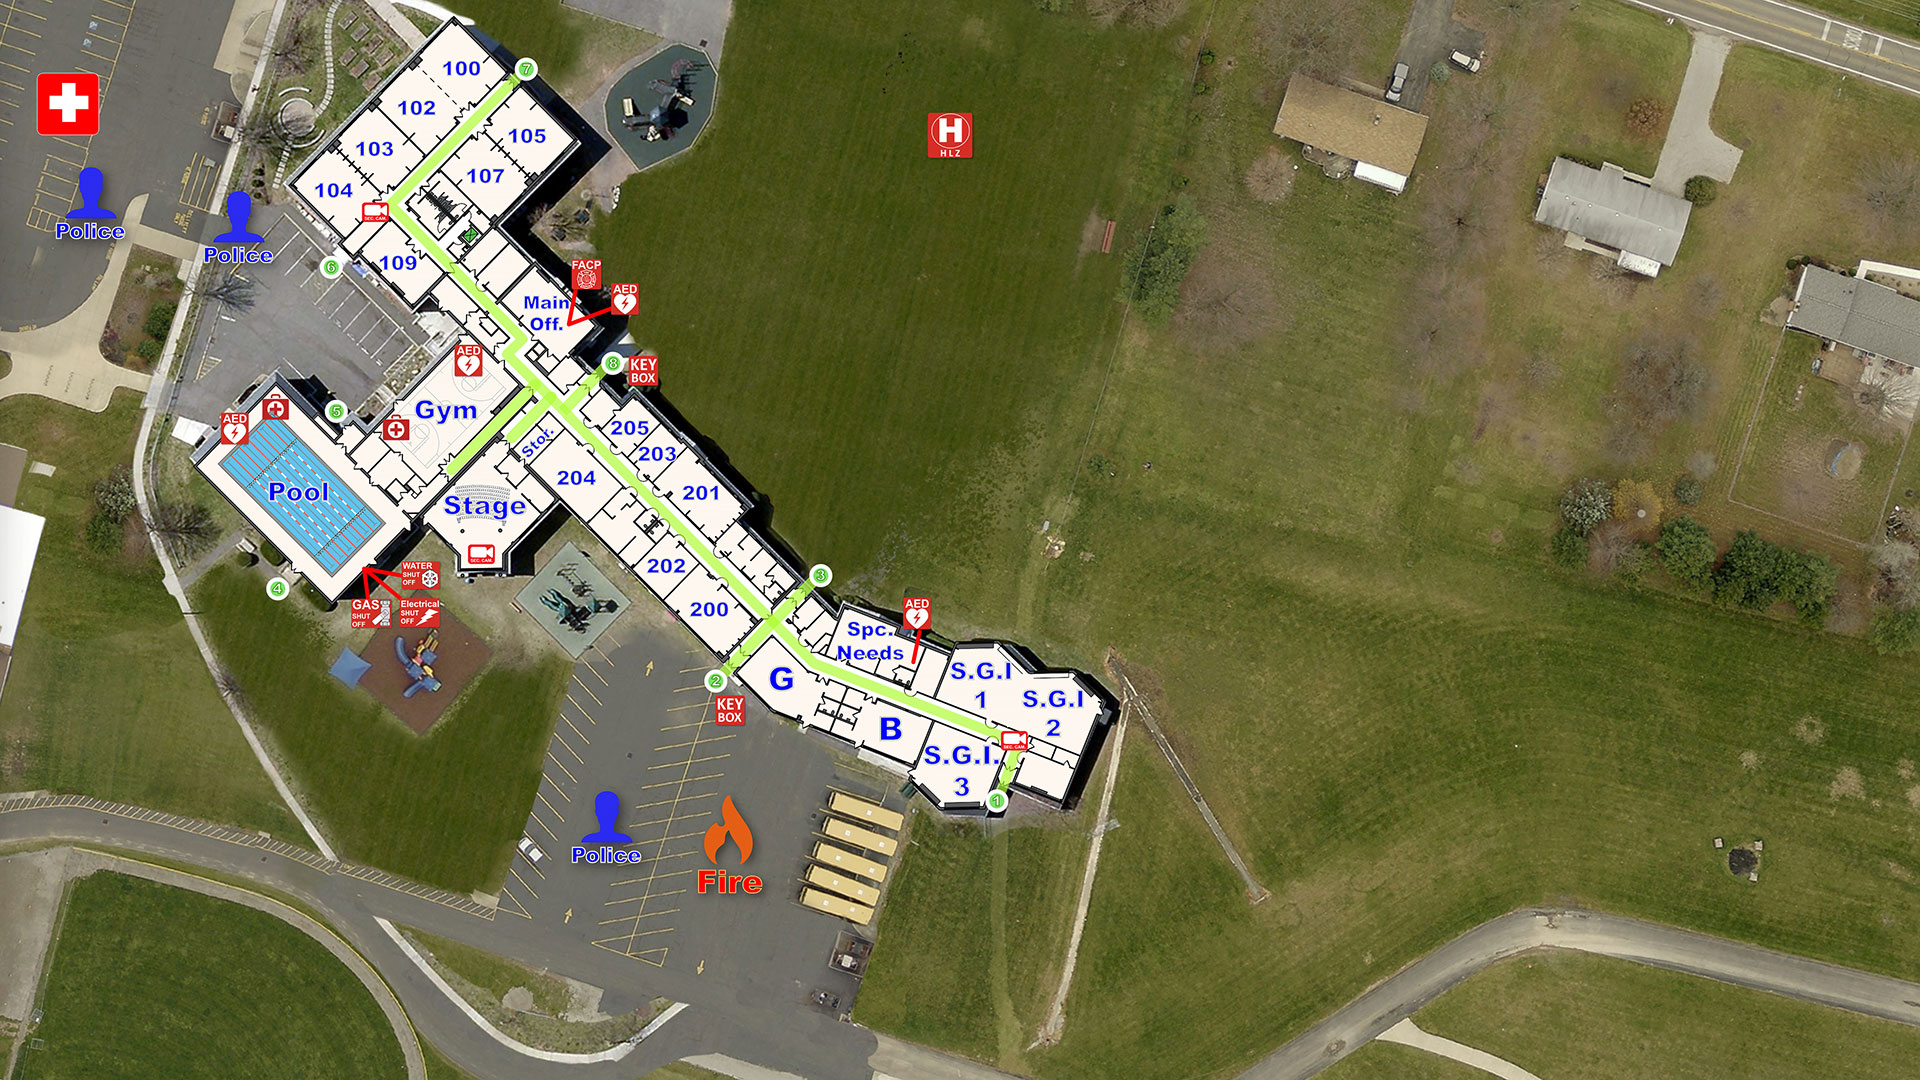 100
7
102
105
103
107
104
H
HLZ
Police
Police
SEC. CAM.
6
109
FACP
AED
Main
Off.
AED
8
KEY
BOX
AED
5
Gym
205
Stor.
203
204
201
Pool
Stage
SEC. CAM.
4
WATER
SHUT
OFF
GAS
SHUT
OFF
Electrical
SHUT
OFF
202
3
200
AED
Spc.
Needs
G
2
KEY
BOX
S.G.I
1
S.G.I
2
B
SEC. CAM.
S.G.I.
3
1
Police
Fire